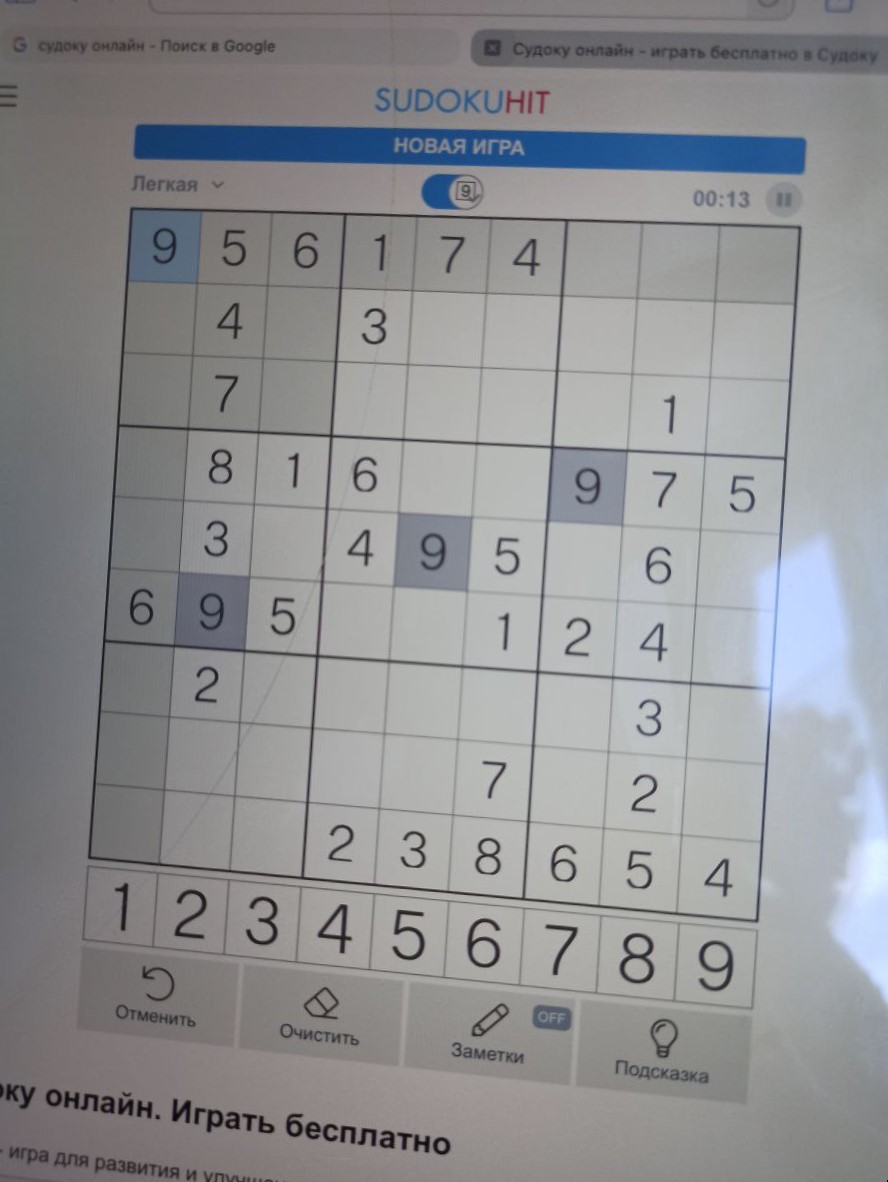 судоку онлайн - Поиск в Google
Судоку онлайн - играть бесплатно в Судоку
SUDOKUHIT
НОВАЯ ИГРА
Легкая
9
00:13
9 5 6 1 7 4
4 3
7 1
8 1 6 9 7 5
3 4 9 5 6
6 9 5 1 2 4
2 3
7 2
2 3 8 6 5 4
1 2 3 4 5 6 7 8 9
OFF
Отменить
Очистить
Заметки
Подсказка
оку онлайн. Играть бесплатно
- игра для развития и